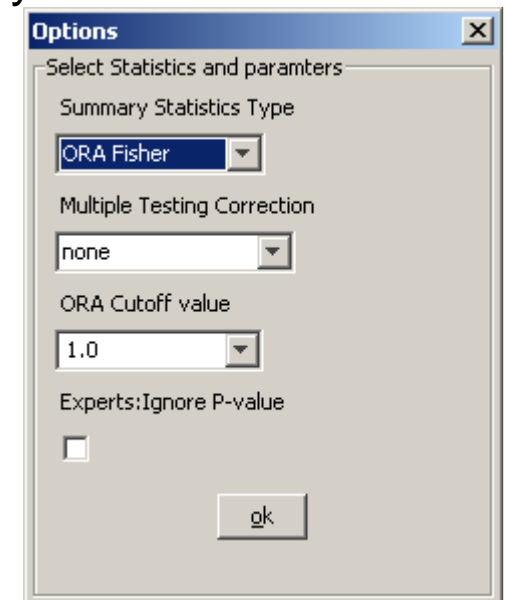 Options
Select Statistics and paramters
Summary Statistics Type
ORA Fisher
Multiple Testing Correction
none
ORA Cutoff value
1.0
Experts:Ignore P-value
ok